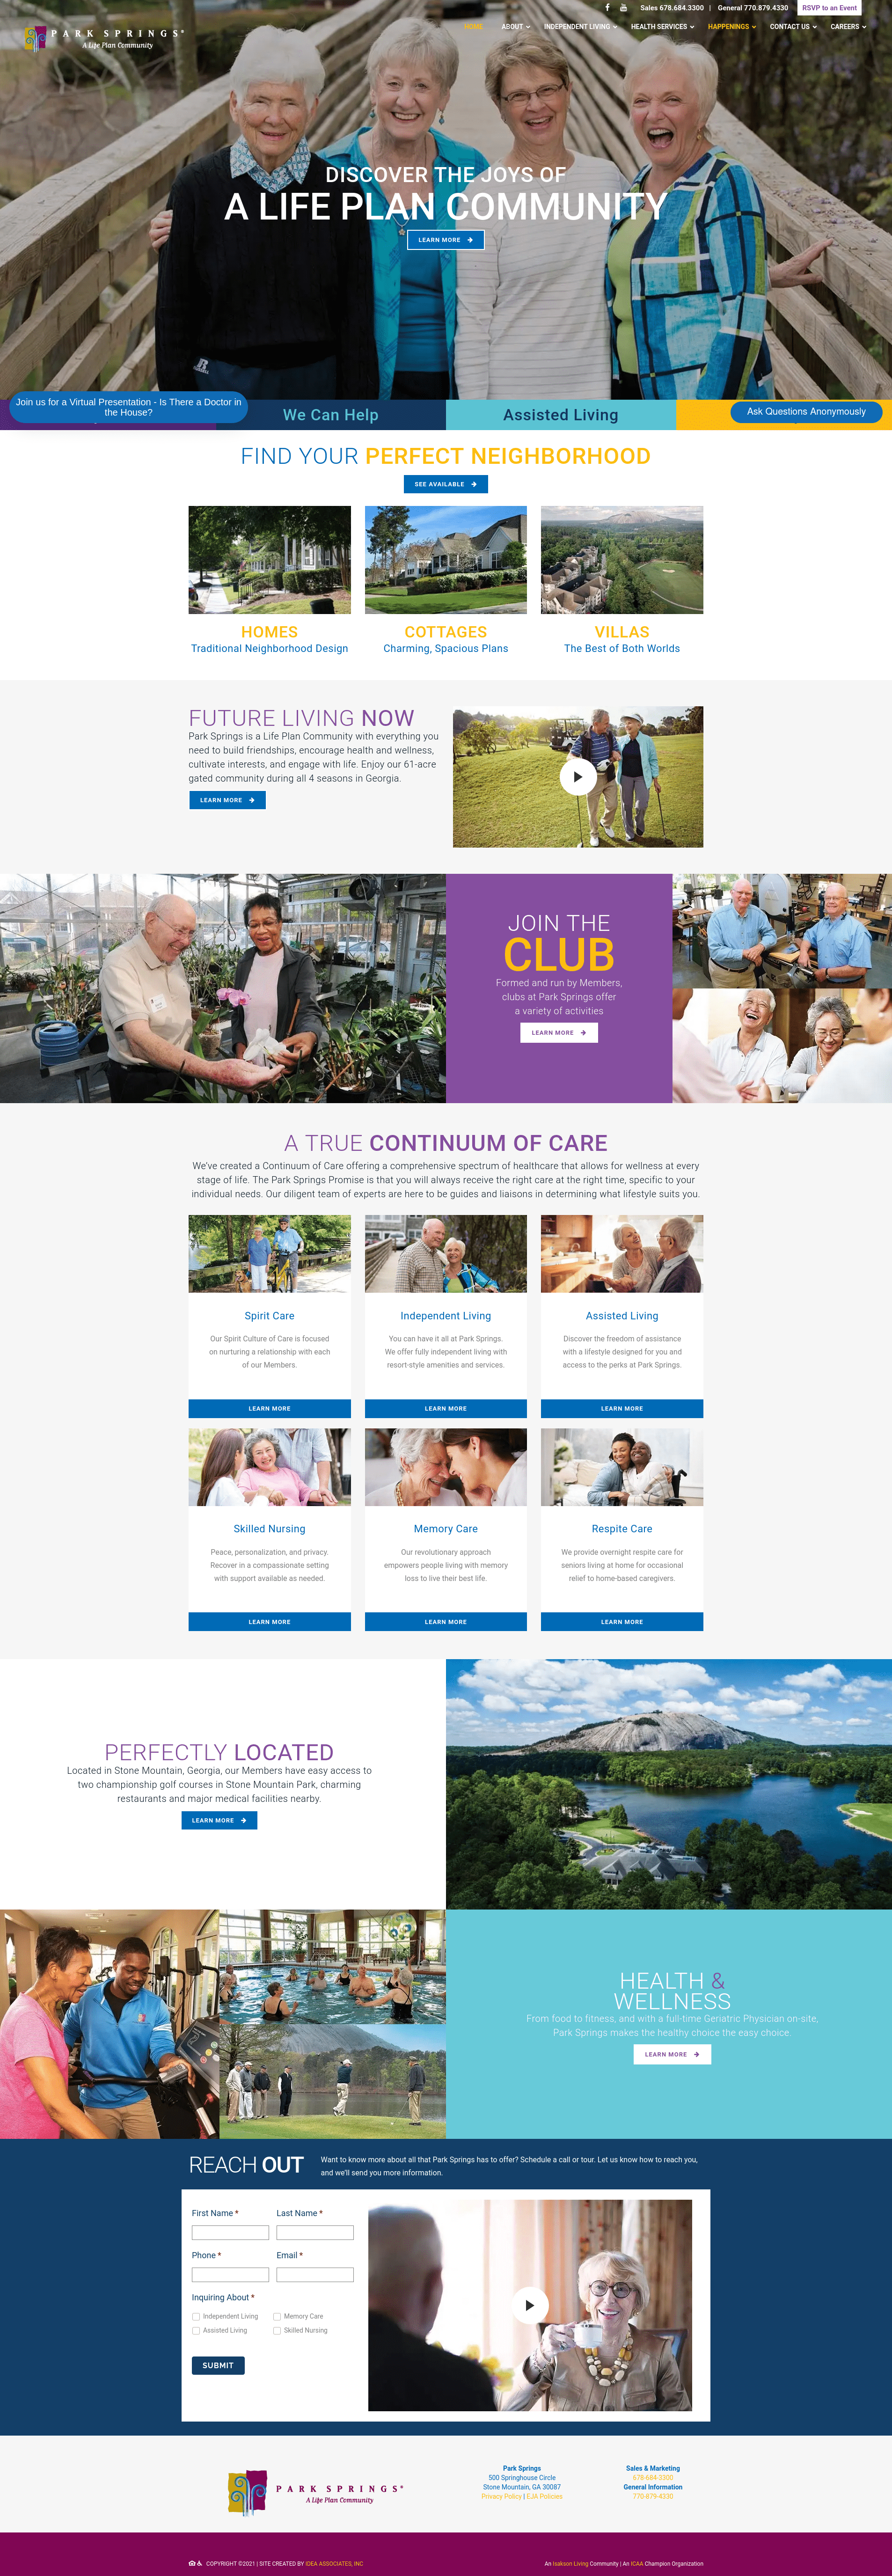 Sales 678.684.3300 | General 770.879.4330
RSVP to an Event
PARK SPRINGS®
A Life Plan Community
HOME
ABOUT
INDEPENDENT LIVING
HEALTH SERVICES
HAPPENINGS
CONTACT US
CAREERS
DISCOVER THE JOYS OF
A LIFE PLAN COMMUNITY
LEARN MORE
Join us for a Virtual Presentation - Is There a Doctor in
the House?
We Can Help
Assisted Living
Ask Questions Anonymously
FIND YOUR PERFECT NEIGHBORHOOD
SEE AVAILABLE
HOMES
Traditional Neighborhood Design
COTTAGES
Charming, Spacious Plans
VILLAS
The Best of Both Worlds
FUTURE LIVING NOW
Park Springs is a Life Plan Community with everything you
need to build friendships, encourage health and wellness,
cultivate interests, and engage with life. Enjoy our 61-acre
gated community during all 4 seasons in Georgia.
LEARN MORE
JOIN THE
CLUB
Formed and run by Members,
clubs at Park Springs offer
a variety of activities
LEARN MORE
A TRUE CONTINUUM OF CARE
We've created a Continuum of Care offering a comprehensive spectrum of healthcare that allows for wellness at every
stage of life. The Park Springs Promise is that you will always receive the right care at the right time, specific to your
individual needs. Our diligent team of experts are here to be guides and liaisons in determining what lifestyle suits you.
Spirit Care
Our Spirit Culture of Care is focused
on nurturing a relationship with each
of our Members.
LEARN MORE
Independent Living
You can have it all at Park Springs.
We offer fully independent living with
resort-style amenities and services.
LEARN MORE
Assisted Living
Discover the freedom of assistance
with a lifestyle designed for you and
access to the perks at Park Springs.
LEARN MORE
Skilled Nursing
Peace, personalization, and privacy.
Recover in a compassionate setting
with support available as needed.
LEARN MORE
Memory Care
Our revolutionary approach
empowers people living with memory
loss to live their best life.
LEARN MORE
Respite Care
We provide overnight respite care for
seniors living at home for occasional
relief to home-based caregivers.
LEARN MORE
PERFECTLY LOCATED
Located in Stone Mountain, Georgia, our Members have easy access to
two championship golf courses in Stone Mountain Park, charming
restaurants and major medical facilities nearby.
LEARN MORE
HEALTH &
WELLNESS
From food to fitness, and with a full-time Geriatric Physician on-site,
Park Springs makes the healthy choice the easy choice.
LEARN MORE
REACH OUT
Want to know more about all that Park Springs has to offer? Schedule a call or tour. Let us know how to reach you,
and we'll send you more information.
First Name *
Last Name *
Phone *
Email *
Inquiring About *
Independent Living
Memory Care
Assisted Living
Skilled Nursing
SUBMIT
PARK SPRINGS®
A Life Plan Community
Park Springs
500 Springhouse Circle
Stone Mountain, GA 30087
Privacy Policy | EJA Policies
Sales & Marketing
678-684-3300
General Information
770-879-4330
COPYRIGHT ©2021 | SITE CREATED BY IDEA ASSOCIATES, INC
An Isakson Living Community | An ICAA Champion Organization